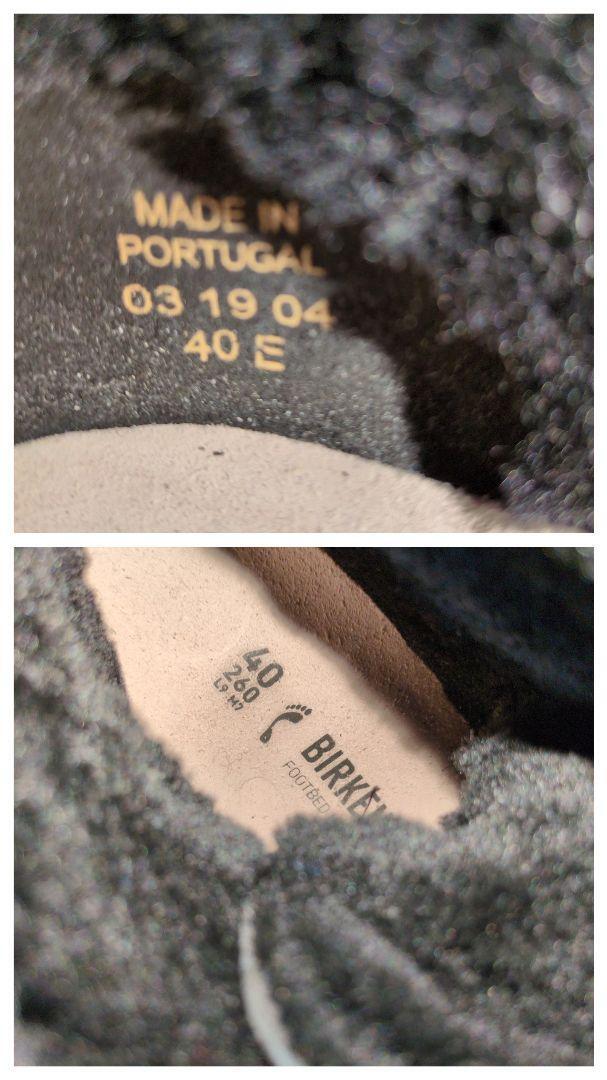 MADE IN
PORTUGAL
03 19 04
40 E
40
260
L9 M7
BIRKEN
FOOTBED